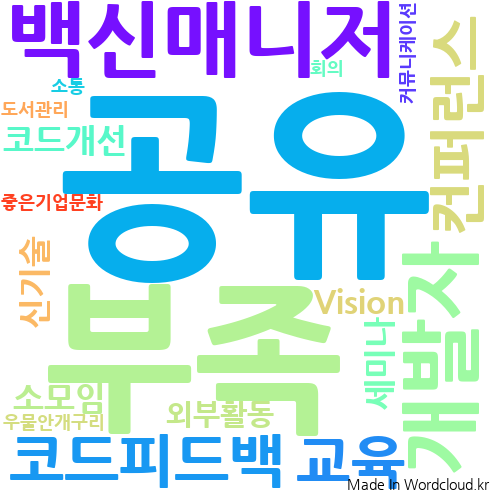 백신매니저
커뮤니케이션
소통
회의
도서관리
공유
컨퍼런스
코드개선
좋은기업문화
신기술
개발자
부족
Vision
세미나
소모임
외부활동
우물안개구리
코드피드백
교육
Made In Wordcloud.kr